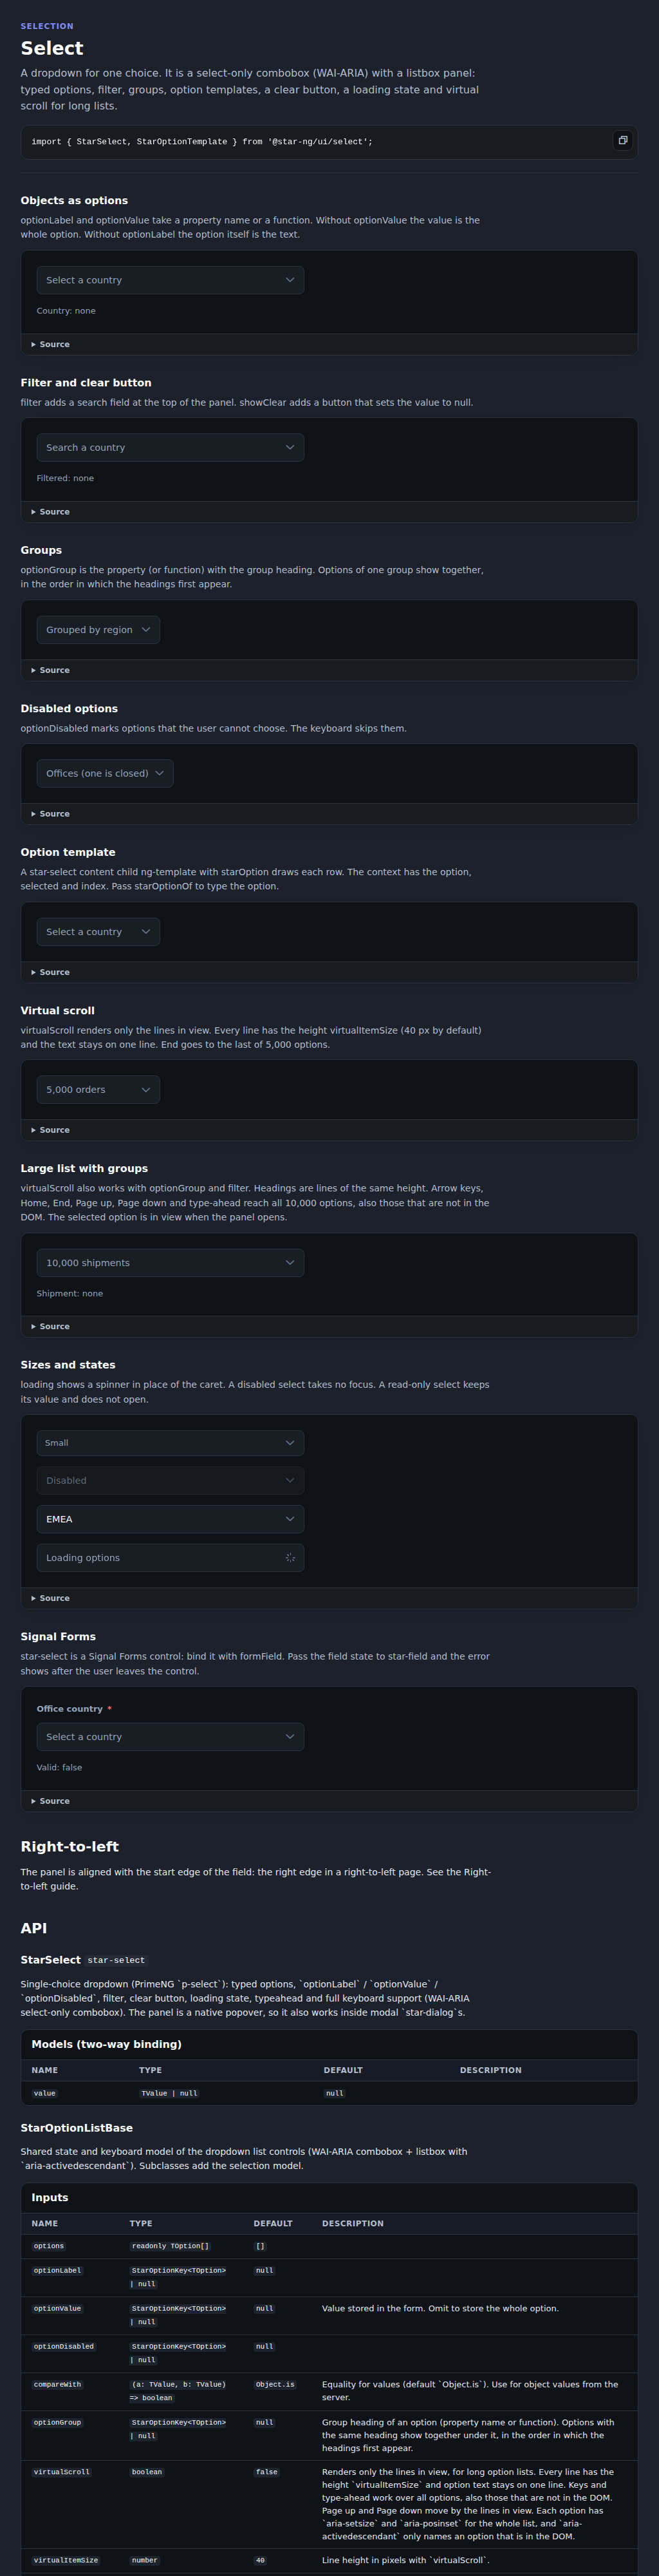 SELECTION
Select
A dropdown for one choice. It is a select-only combobox (WAI-ARIA) with a listbox panel:
typed options, filter, groups, option templates, a clear button, a loading state and virtual
scroll for long lists.
import { StarSelect, StarOptionTemplate } from '@star-ng/ui/select';
Objects as options
optionLabel and optionValue take a property name or a function. Without optionValue the value is the
whole option. Without optionLabel the option itself is the text.
Select a country
Country: none
Source
Filter and clear button
filter adds a search field at the top of the panel. showClear adds a button that sets the value to null.
Search a country
Filtered: none
Source
Groups
optionGroup is the property (or function) with the group heading. Options of one group show together,
in the order in which the headings first appear.
Grouped by region
Source
Disabled options
optionDisabled marks options that the user cannot choose. The keyboard skips them.
Offices (one is closed)
Source
Option template
A star-select content child ng-template with starOption draws each row. The context has the option,
selected and index. Pass starOptionOf to type the option.
Select a country
Source
Virtual scroll
virtualScroll renders only the lines in view. Every line has the height virtualItemSize (40 px by default)
and the text stays on one line. End goes to the last of 5,000 options.
5,000 orders
Source
Large list with groups
virtualScroll also works with optionGroup and filter. Headings are lines of the same height. Arrow keys,
Home, End, Page up, Page down and type-ahead reach all 10,000 options, also those that are not in the
DOM. The selected option is in view when the panel opens.
10,000 shipments
Shipment: none
Source
Sizes and states
loading shows a spinner in place of the caret. A disabled select takes no focus. A read-only select keeps
its value and does not open.
Small
Disabled
EMEA
Loading options
Source
Signal Forms
star-select is a Signal Forms control: bind it with formField. Pass the field state to star-field and the error
shows after the user leaves the control.
Office country *
Select a country
Valid: false
Source
Right-to-left
The panel is aligned with the start edge of the field: the right edge in a right-to-left page. See the Right-
to-left guide.
API
StarSelect star-select
Single-choice dropdown (PrimeNG `p-select`): typed options, `optionLabel` / `optionValue` /
`optionDisabled`, filter, clear button, loading state, typeahead and full keyboard support (WAI-ARIA
select-only combobox). The panel is a native popover, so it also works inside modal `star-dialog`s.
Models (two-way binding)
NAME TYPE DEFAULT DESCRIPTION
value TValue | null null
StarOptionListBase
Shared state and keyboard model of the dropdown list controls (WAI-ARIA combobox + listbox with
`aria-activedescendant`). Subclasses add the selection model.
Inputs
NAME TYPE DEFAULT DESCRIPTION
options readonly TOption[] []
optionLabel StarOptionKey<TOption> null
| null
optionValue StarOptionKey<TOption> null Value stored in the form. Omit to store the whole option.
| null
optionDisabled StarOptionKey<TOption> null
| null
compareWith (a: TValue, b: TValue) Object.is Equality for values (default `Object.is`). Use for object values from the
=> boolean server.
optionGroup StarOptionKey<TOption> null Group heading of an option (property name or function). Options with
| null the same heading show together under it, in the order in which the
headings first appear.
virtualScroll boolean false Renders only the lines in view, for long option lists. Every line has the
height `virtualItemSize` and option text stays on one line. Keys and
type-ahead work over all options, also those that are not in the DOM.
Page up and Page down move by the lines in view. Each option has
`aria-setsize` and `aria-posinset` for the whole list, and `aria-
activedescendant` only names an option that is in the DOM.
virtualItemSize number 40 Line height in pixels with `virtualScroll`.